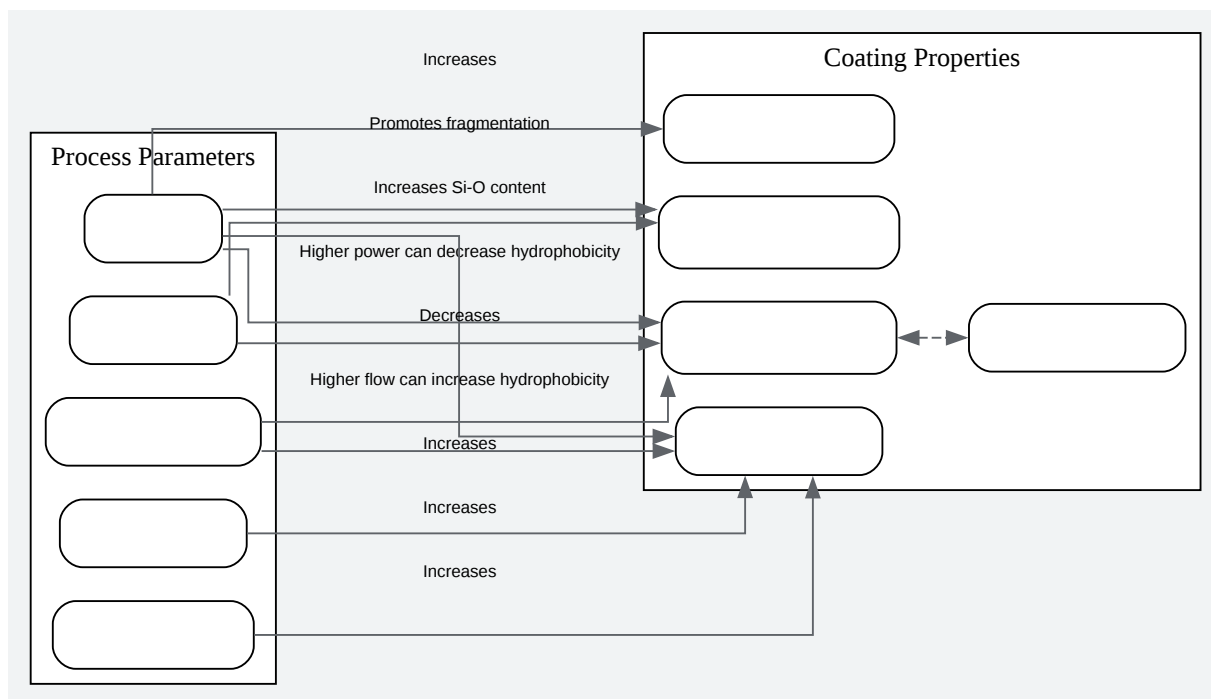 Increases
Coating Properties
Promotes fragmentation
Process Parameters
Increases Si-O content
Higher power can decrease hydrophobicity
Decreases
Higher flow can increase hydrophobicity
Increases
Increases
Increases